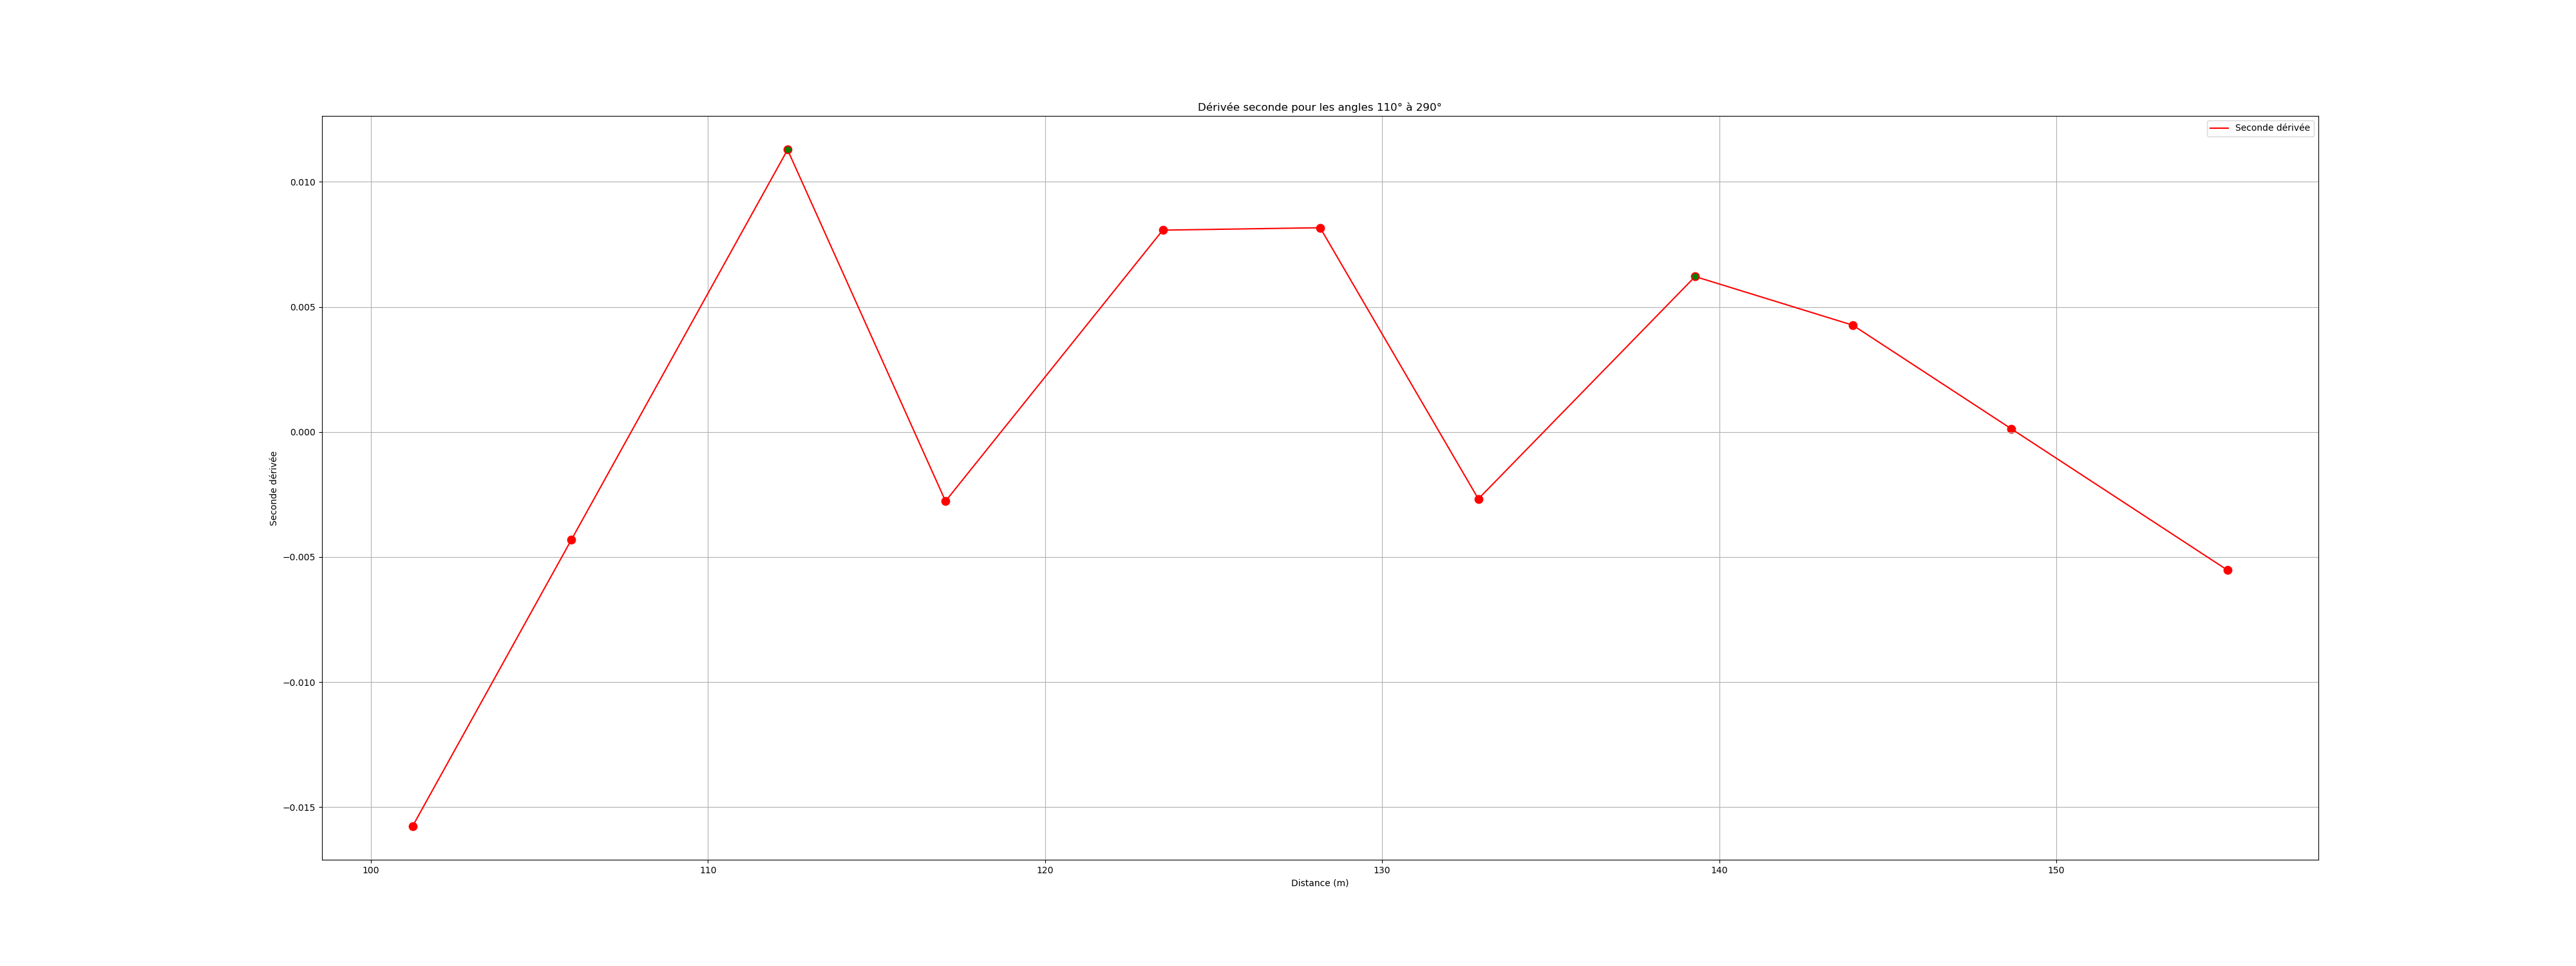 Dérivée seconde pour les angles 110° à 290°
Seconde dérivée
0.010
0.005
0.000
−0.005
−0.010
−0.015
Seconde dérivée
100 110 120 130 140 150
Distance (m)